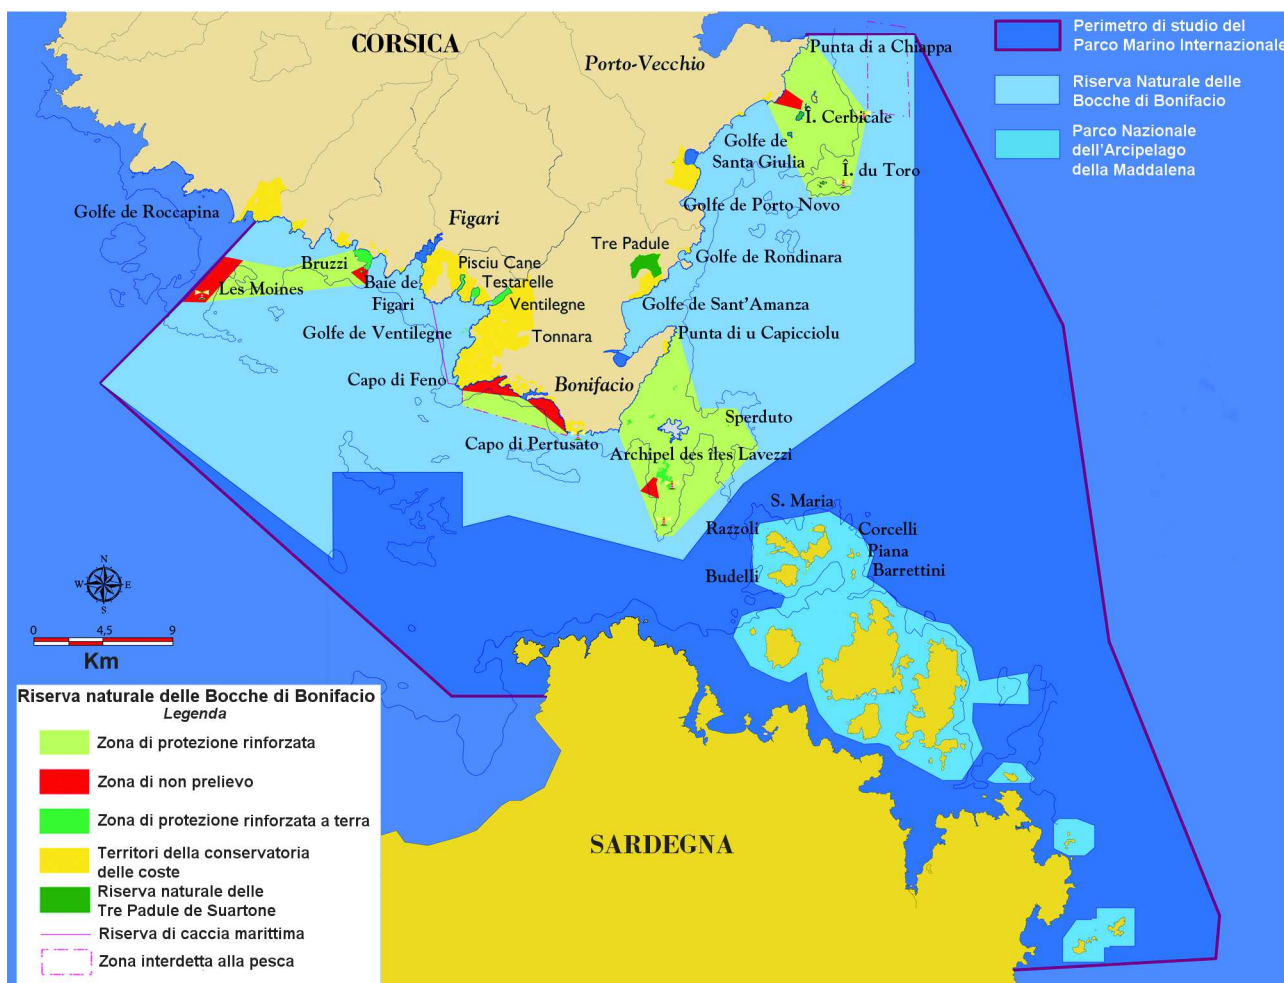 CORSICA
Porto-Vecchio
Punta di a Chiappa
Perimetro di studio del
Parco Marino Internazionale
Riserva Naturale delle
Bocche di Bonifacio
Parco Nazionale
dell'Arcipelago
della Maddalena
Î. Cerbicale
Golfe de
Santa Giulia
Î. du Toro
Golfe de Porto Novo
Golfe de Roccapina
Figari
Tre Padule
Golfe de Rondinara
Bruzzi
Pisciu Cane
Les Moines
Baie de
Figari
Testarelle
Ventilegne
Golfe de Sant'Amanza
Golfe de Ventilegne
Tonnara
Punta di u Capicciolu
Capo di Feno
Bonifacio
Sperduto
Capo di Pertusato
Archipel des îles Lavezzi
S. Maria
Razzoli
Corcelli
Piana
Budelli
Barrettini
N
W
E
S
0
4,5
9
Km
SARDEGNA
Riserva naturale delle Bocche di Bonifacio
Legenda
Zona di protezione rinforzata
Zona di non prelievo
Zona di protezione rinforzata a terra
Territori della conservatoria
delle coste
Riserva naturale delle
Tre Padule de Suartone
Riserva di caccia marittima
Zona interdetta alla pesca